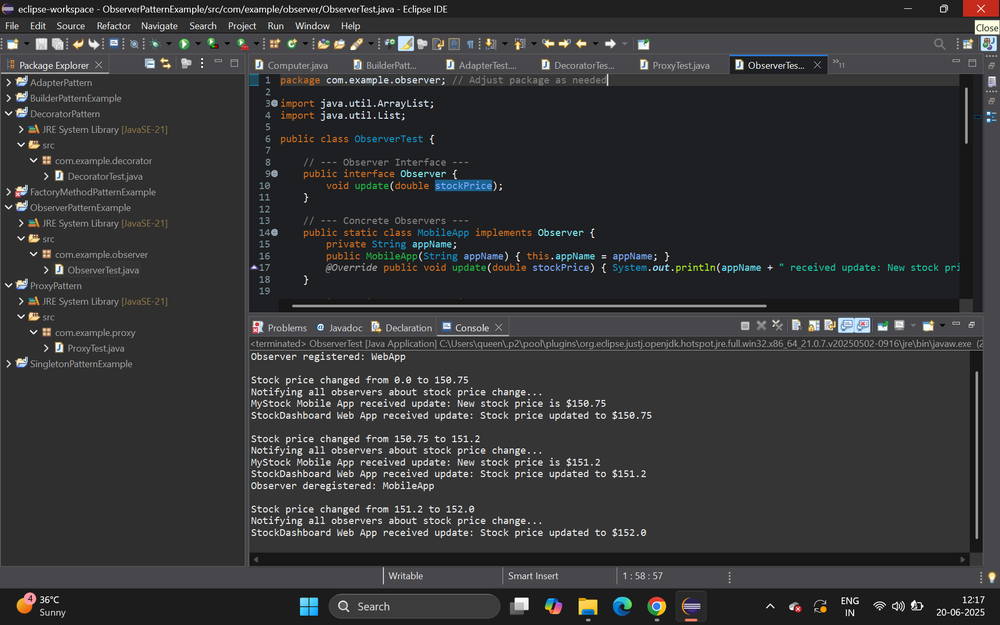 eclipse-workspace - ObserverPatternExample/src/com/example/observer/ObserverTest.java - Eclipse IDE
File Edit Source Refactor Navigate Search Project Run Window Help
Close
Package Explorer
AdapterPattern
BuilderPatternExample
DecoratorPattern
JRE System Library [JavaSE-21]
src
com.example.decorator
DecoratorTest.java
FactoryMethodPatternExample
ObserverPatternExample
JRE System Library [JavaSE-21]
src
com.example.observer
ObserverTest.java
ProxyPattern
JRE System Library [JavaSE-21]
src
com.example.proxy
ProxyTest.java
SingletonPatternExample
Computer.java BuilderPatt... AdapterTest.... DecoratorTes... ProxyTest.java ObserverTes... »11
1 package com.example.observer; // Adjust package as needed
2
3 import java.util.ArrayList;
4 import java.util.List;
5
6 public class ObserverTest {
7
8 // --- Observer Interface ---
9 public interface Observer {
10 void update(double stockPrice);
11 }
12
13 // --- Concrete Observers ---
14 public static class MobileApp implements Observer {
15 private String appName;
16 public MobileApp(String appName) { this.appName = appName; }
17 @Override public void update(double stockPrice) { System.out.println(appName + " received update: New stock pri
18 }
19
Problems @ Javadoc Declaration Console
<terminated> ObserverTest [Java Application] C:\Users\queen\.p2\pool\plugins\org.eclipse.justj.openjdk.hotspot.jre.full.win32.x86_64_21.0.7.v20250502-0916\jre\bin\javaw.exe (2
Observer registered: WebApp
Stock price changed from 0.0 to 150.75
Notifying all observers about stock price change...
MyStock Mobile App received update: New stock price is $150.75
StockDashboard Web App received update: Stock price updated to $150.75
Stock price changed from 150.75 to 151.2
Notifying all observers about stock price change...
MyStock Mobile App received update: New stock price is $151.2
StockDashboard Web App received update: Stock price updated to $151.2
Observer deregistered: MobileApp
Stock price changed from 151.2 to 152.0
Notifying all observers about stock price change...
StockDashboard Web App received update: Stock price updated to $152.0
Writable Smart Insert 1 : 58 : 57
4
36°C
Sunny
Search
ENG
IN
12:17
20-06-2025